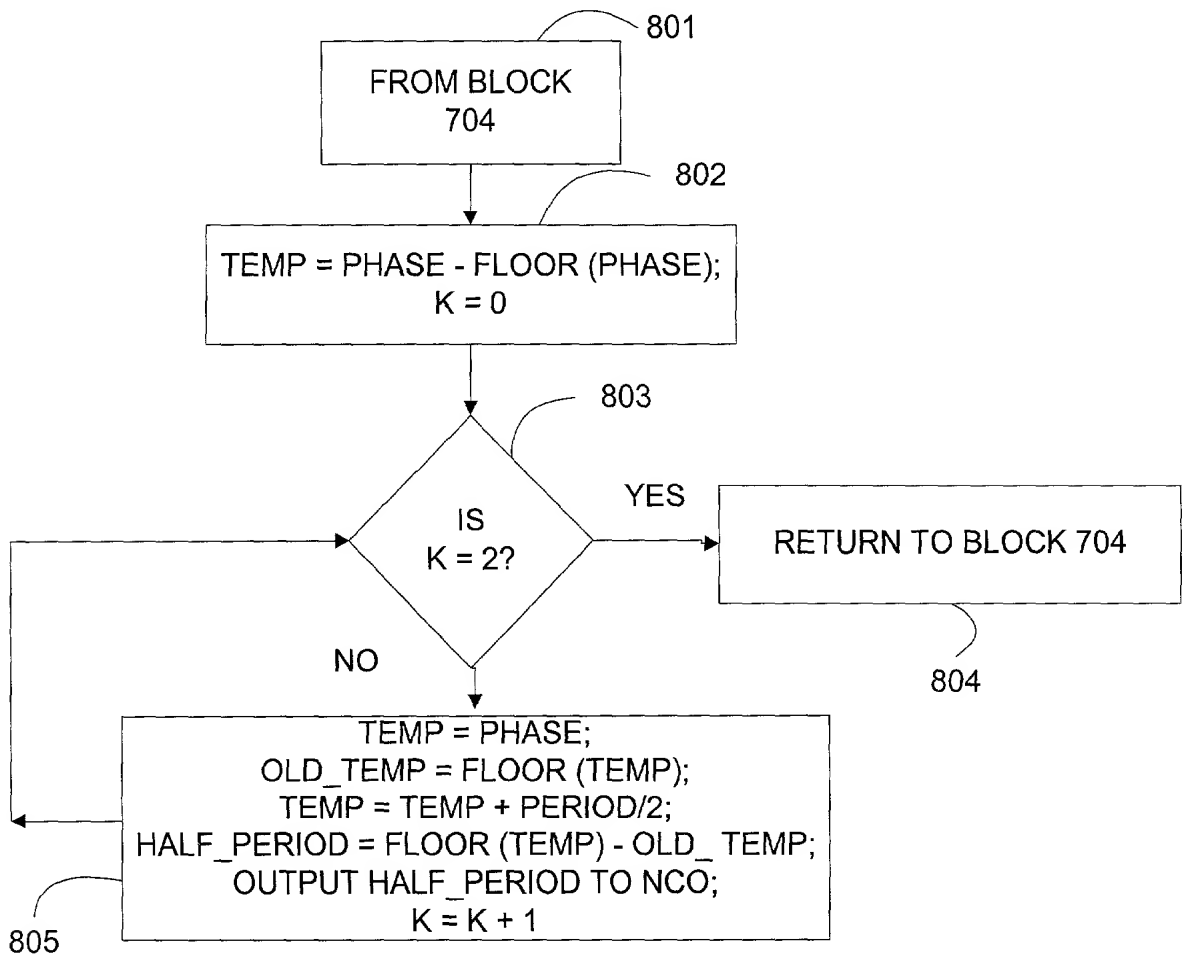 801
FROM BLOCK
704
802
TEMP = PHASE - FLOOR (PHASE);
K = 0
803
IS
K = 2?
YES
RETURN TO BLOCK 704
804
NO
TEMP = PHASE;
OLD_TEMP = FLOOR (TEMP);
TEMP = TEMP + PERIOD/2;
HALF_PERIOD = FLOOR (TEMP) - OLD_ TEMP;
OUTPUT HALF_PERIOD TO NCO;
K = K + 1
805